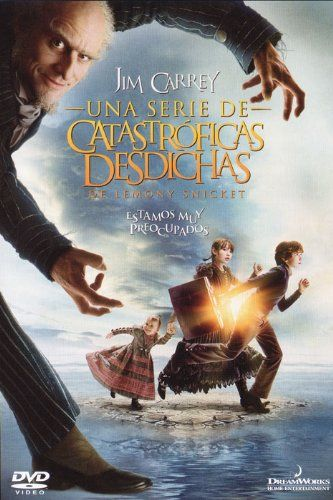 JIM CARREY
UNA SERIE DE
CATASTRÓFICAS
DESDICHAS
DE LEMONY SNICKET
ESTAMOS MUY
PREOCUPADOS
DVD
VIDEO
DREAMWORKS
HOME ENTERTAINMENT